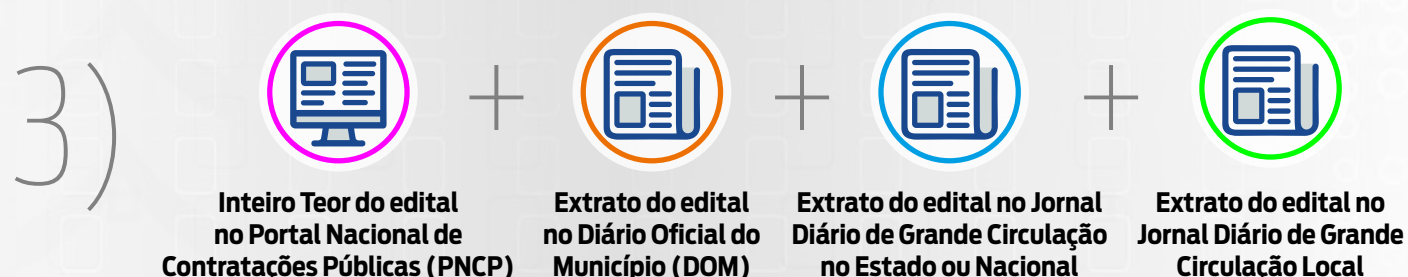 3)
Inteiro Teor do edital
no Portal Nacional de
Contratações Públicas (PNCP)
+
Extrato do edital
no Diário Oficial do
Município (DOM)
+
Extrato do edital no Jornal
Diário de Grande Circulação
no Estado ou Nacional
+
Extrato do edital no
Jornal Diário de Grande
Circulação Local